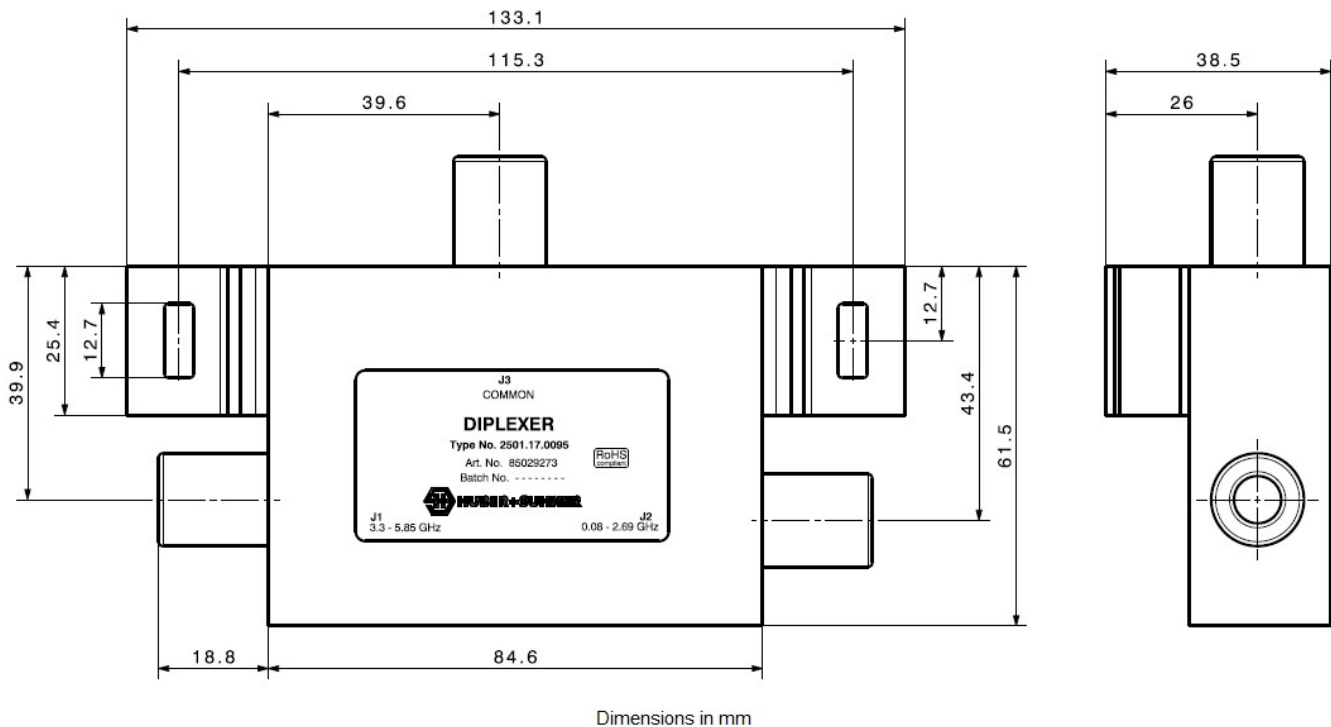 133.1
115.3
39.6
38.5
26
39.9
25.4
12.7
12.7
43.4
61.5
J3
COMMON
DIPLEXER
Type No. 2501.17.0095
Art. No. 85029273
RoHS
compliant
Batch No. - - - - - - - -
HUBER+SUHNER
J1
3.3 - 5.85 GHz
J2
0.08 - 2.69 GHz
18.8
84.6
Dimensions in mm